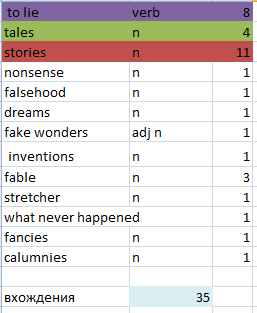 to lie verb 8
tales n 4
stories n 11
nonsense n 1
falsehood n 1
dreams n 1
fake wonders adj n 1
inventions n 1
fable n 3
stretcher n 1
what never happened 1
fancies n 1
calumnies n 1
вхождения 35